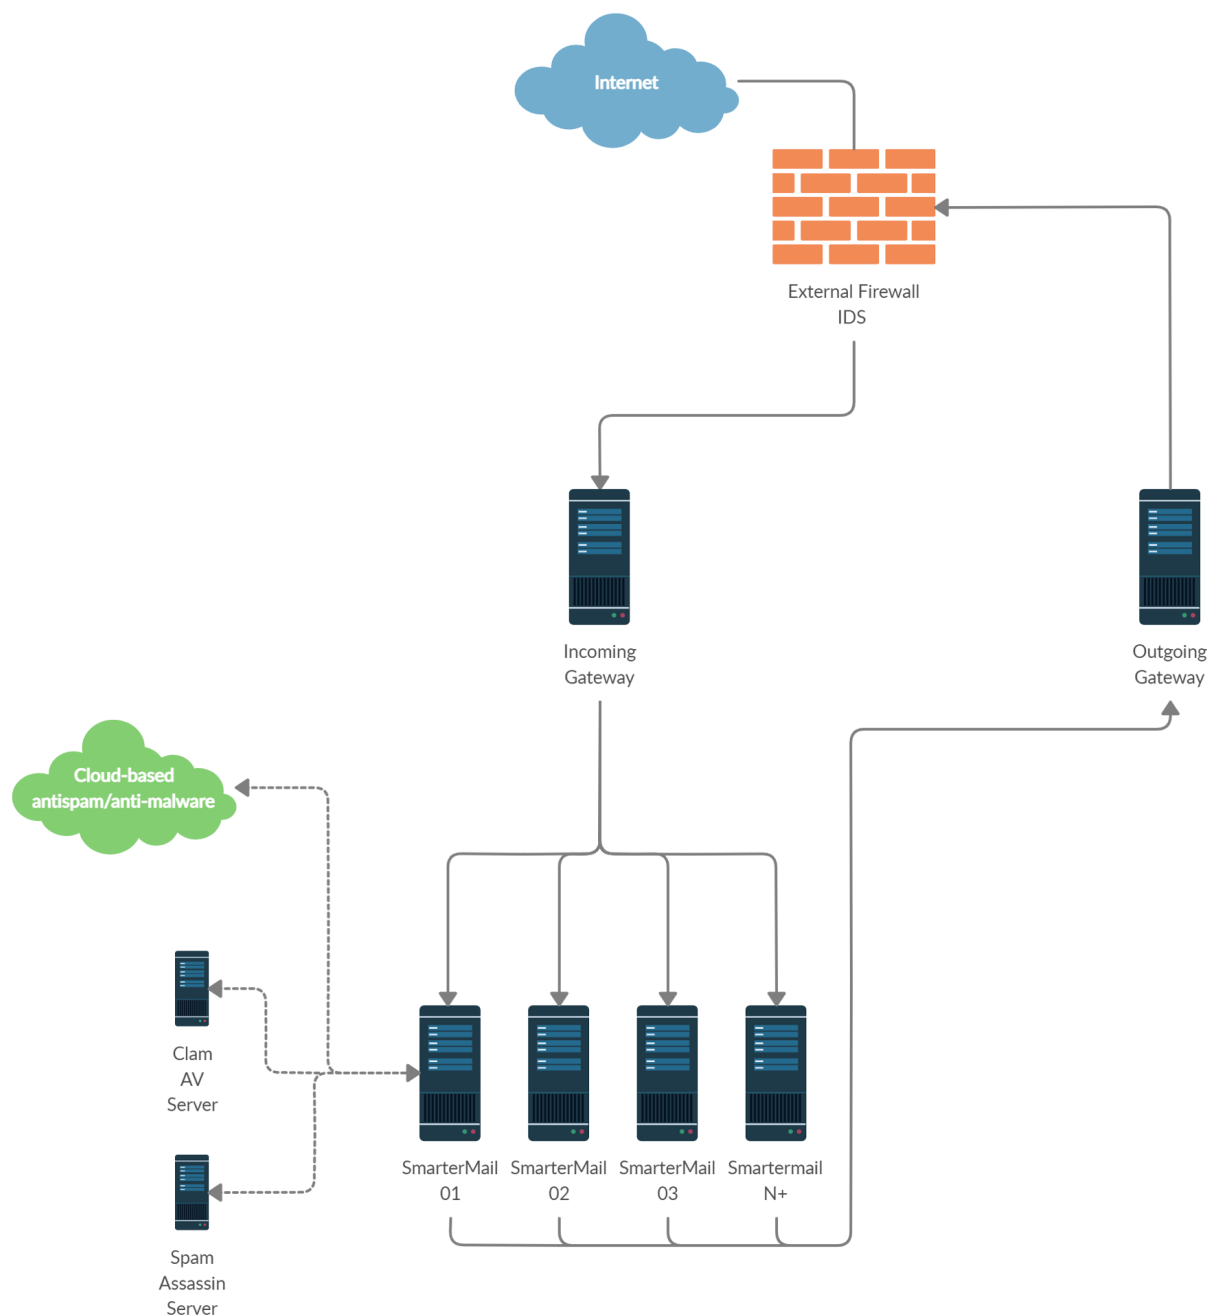 Internet
External Firewall
IDS
Incoming
Gateway
Outgoing
Gateway
Cloud-based
antispam/anti-malware
Clam
AV
Server
SmarterMail
01
SmarterMail
02
SmarterMail
03
Smartermail
N+
Spam
Assassin
Server